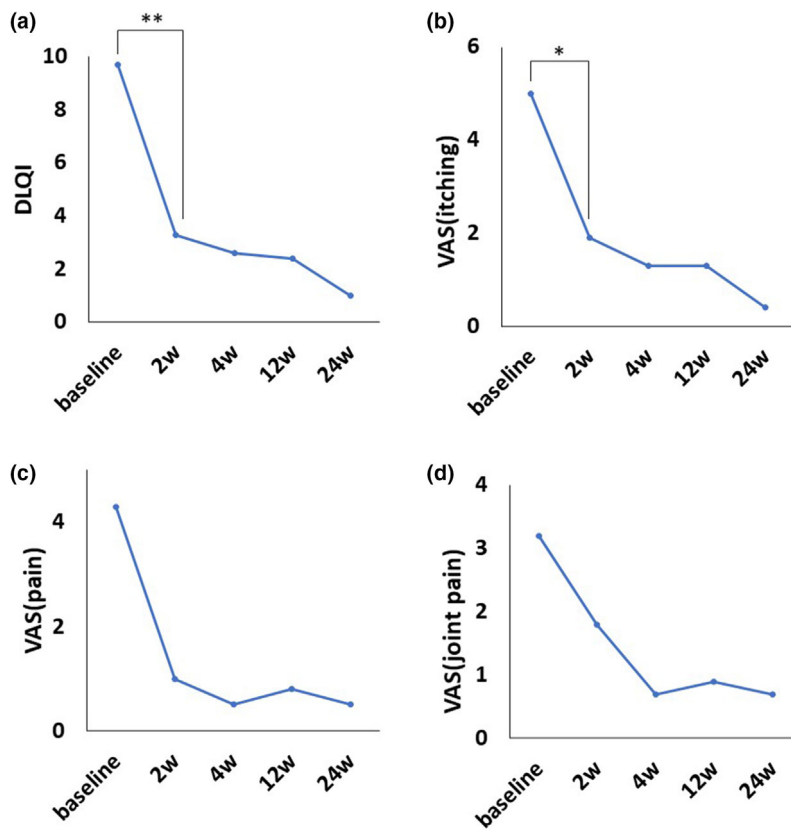 (a)
**
DLQI
10
8
6
4
2
0
baseline
2w
4w
12w
24w
(b)
*
VAS(itching)
6
4
2
0
baseline
2w
4w
12w
24w
(c)
VAS(pain)
4
2
0
baseline
2w
4w
12w
24w
(d)
VAS(joint pain)
4
3
2
1
0
baseline
2w
4w
12w
24w